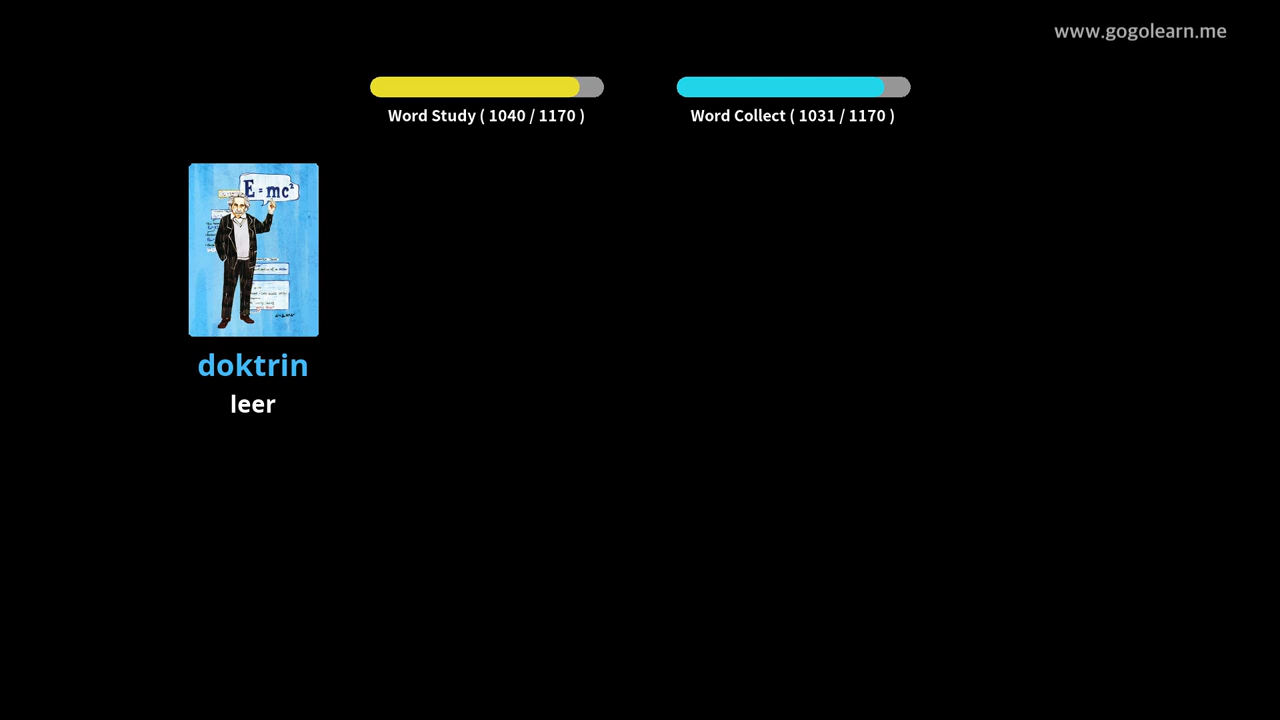 www.gogolearn.me
Word Study ( 1040 / 1170 )
Word Collect ( 1031 / 1170 )
E = mc²
doktrin
leer